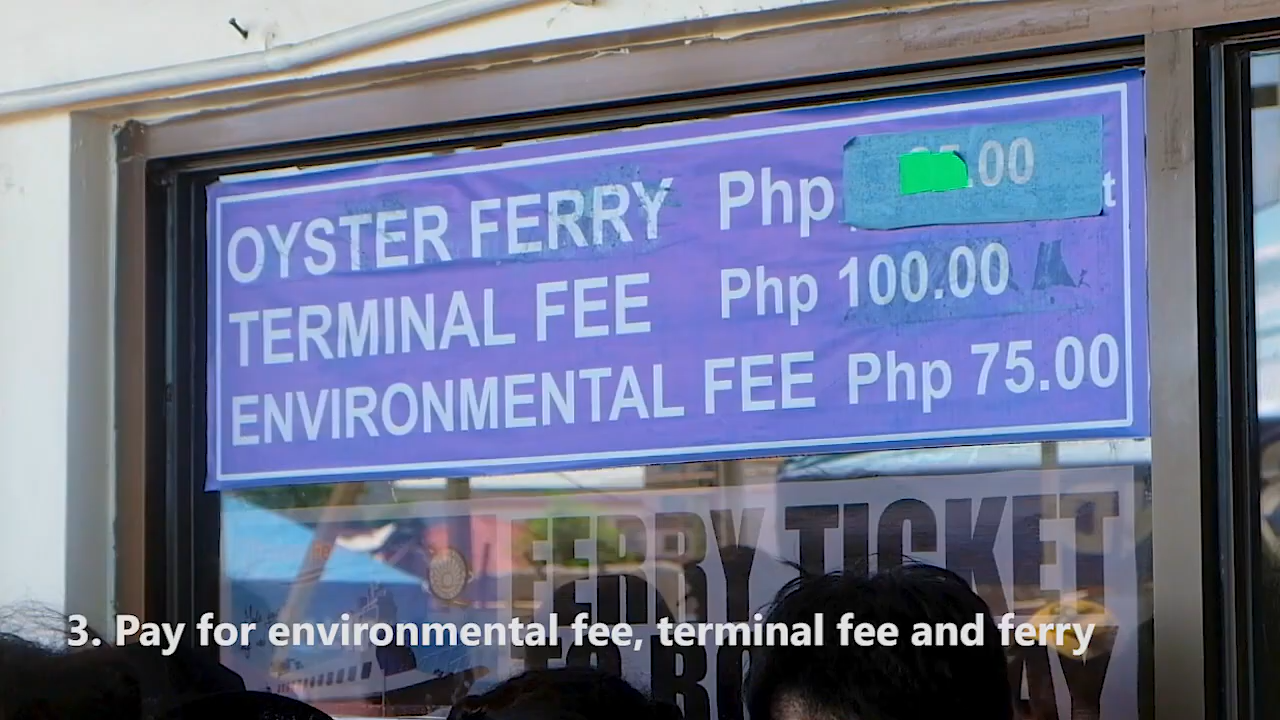 OYSTER FERRY Php .00
TERMINAL FEE Php 100.00
ENVIRONMENTAL FEE Php 75.00
FERRY TICKET
3. Pay for environmental fee, terminal fee and ferry